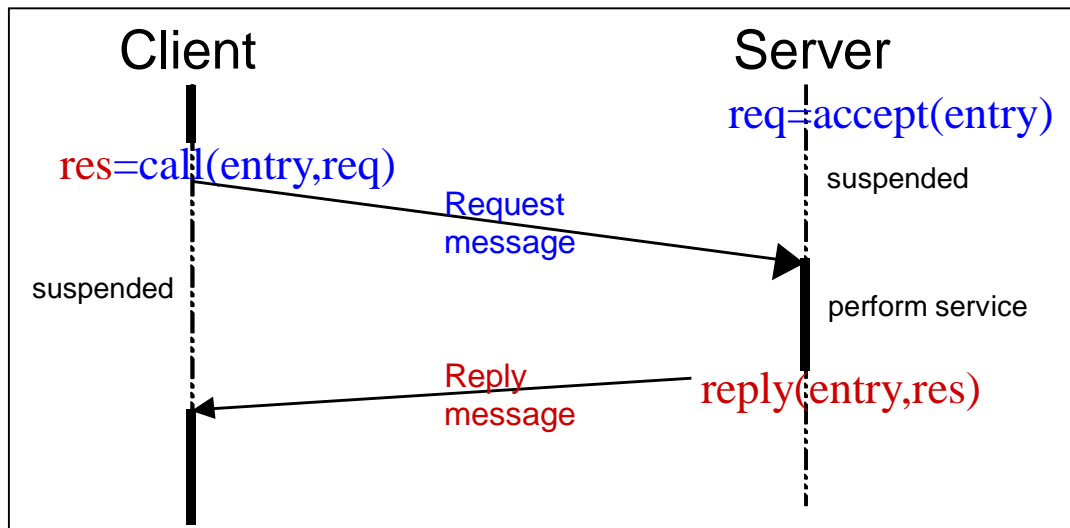 Client
Server
req=accept(entry)
res=call(entry,req)
suspended
Request
message
suspended
perform service
Reply
message
reply(entry,res)